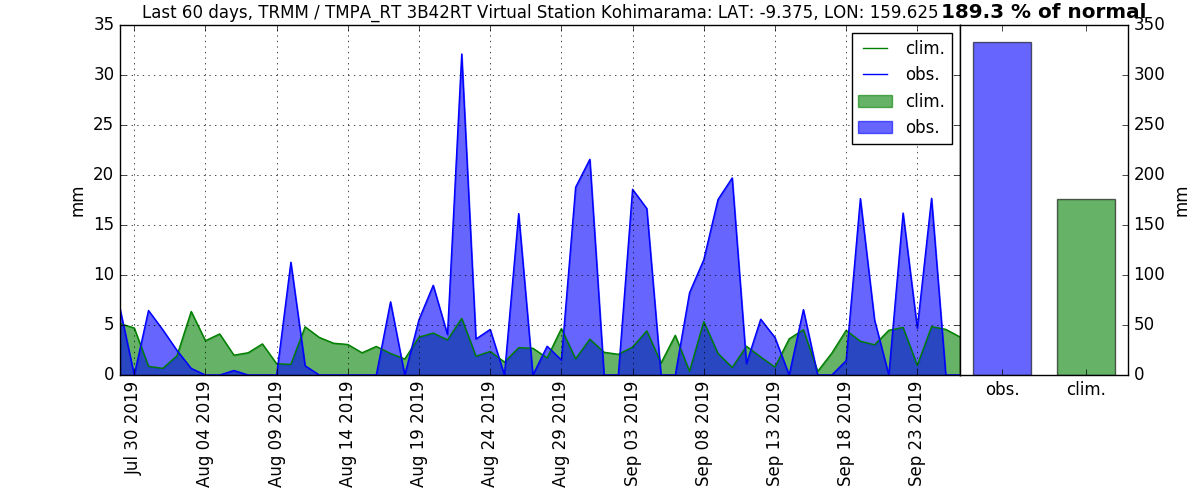 Last 60 days, TRMM / TMPA_RT 3B42RT Virtual Station Kohimarama: LAT: -9.375, LON: 159.625
189.3 % of normal
35
30
25
20
15
10
5
0
mm
clim.
obs.
clim.
obs.
350
300
250
200
150
100
50
0
mm
Jul 30 2019
Aug 04 2019
Aug 09 2019
Aug 14 2019
Aug 19 2019
Aug 24 2019
Aug 29 2019
Sep 03 2019
Sep 08 2019
Sep 13 2019
Sep 18 2019
Sep 23 2019
obs.
clim.